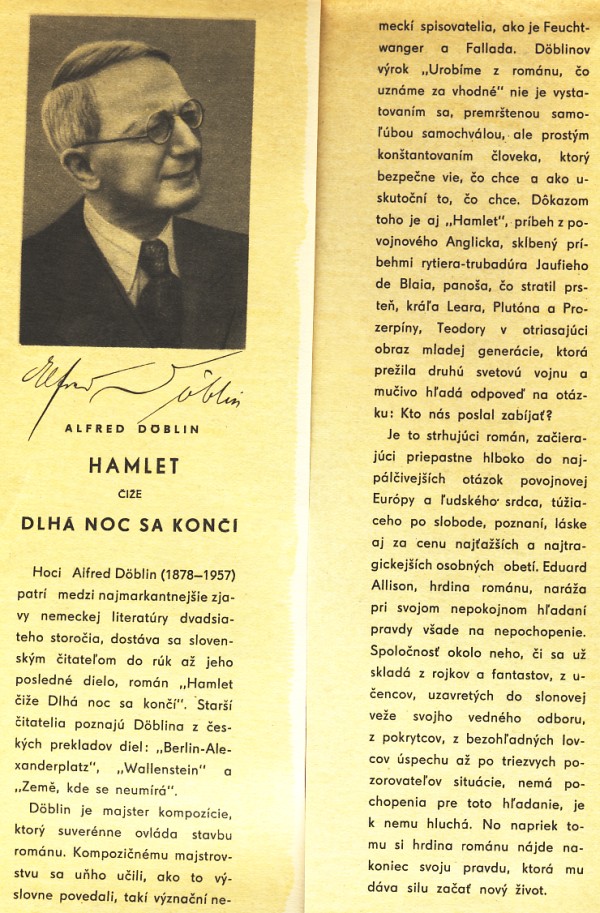 Alfred Döblin
ALFRED DÖBLIN
HAMLET
ČIŽE
DLHÁ NOC SA KONČÍ
Hoci Alfred Döblin (1878—1957)
patrí medzi najmarkantnejšie zja-
vy nemeckej literatúry dvadsia-
teho storočia, dostáva sa sloven-
ským čitateľom do rúk až jeho
posledné dielo, román „Hamlet
čiže Dlhá noc sa končí". Starší
čitatelia poznajú Döblina z čes-
kých prekladov diel: „Berlin-Ale-
xanderplatz", „Wallenstein" a
„Země, kde se neumírá".
Döblin je majster kompozície,
ktorý suverénne ovláda stavbu
románu. Kompozičnému majstrov-
stvu sa uňho učili, ako to vý-
slovne povedali, takí význační ne-
meckí spisovatelia, ako je Feucht-
wanger a Fallada. Döblinov
výrok „Urobíme z románu, čo
uznáme za vhodné" nie je vysta-
tovaním sa, premrštenou samo-
ľúbou samochválou, ale prostým
konštantovaním človeka, ktorý
bezpečne vie, čo chce a ako u-
skutoční to, čo chce. Dôkazom
toho je aj „Hamlet", príbeh z po-
vojnového Anglicka, skĺbený prí-
behmi rytiera-trubadúra Jaufieho
de Blaia, panoša, čo stratil prs-
teň, kráľa Leara, Plutóna a Pro-
zerpíny, Teodory v otriasajúci
obraz mladej generácie, ktorá
prežila druhú svetovú vojnu a
mučivo hľadá odpoveď na otáz-
ku: Kto nás poslal zabíjať?
Je to strhujúci román, začiera-
júci priepastne hlboko do naj-
pálčivejších otázok povojnovej
Európy a ľudského srdca, túžia-
ceho po slobode, poznaní, láske
aj za cenu najťažších a najtra-
gickejších osobných obetí. Eduard
Allison, hrdina románu, naráža
pri svojom nepokojnom hľadaní
pravdy všade na nepochopenie.
Spoločnosť okolo neho, či sa už
skladá z rojkov a fantastov, z u-
čencov, uzavretých do slonovej
veže svojho vedného odboru,
z pokrytcov, z bezohľadných lov-
cov úspechu až po triezvych po-
zorovateľov situácie, nemá po-
chopenia pre toto hľadanie, je
k nemu hluchá. No napriek to-
mu si hrdina románu nájde na-
koniec svoju pravdu, ktorá mu
dáva silu začať nový život.